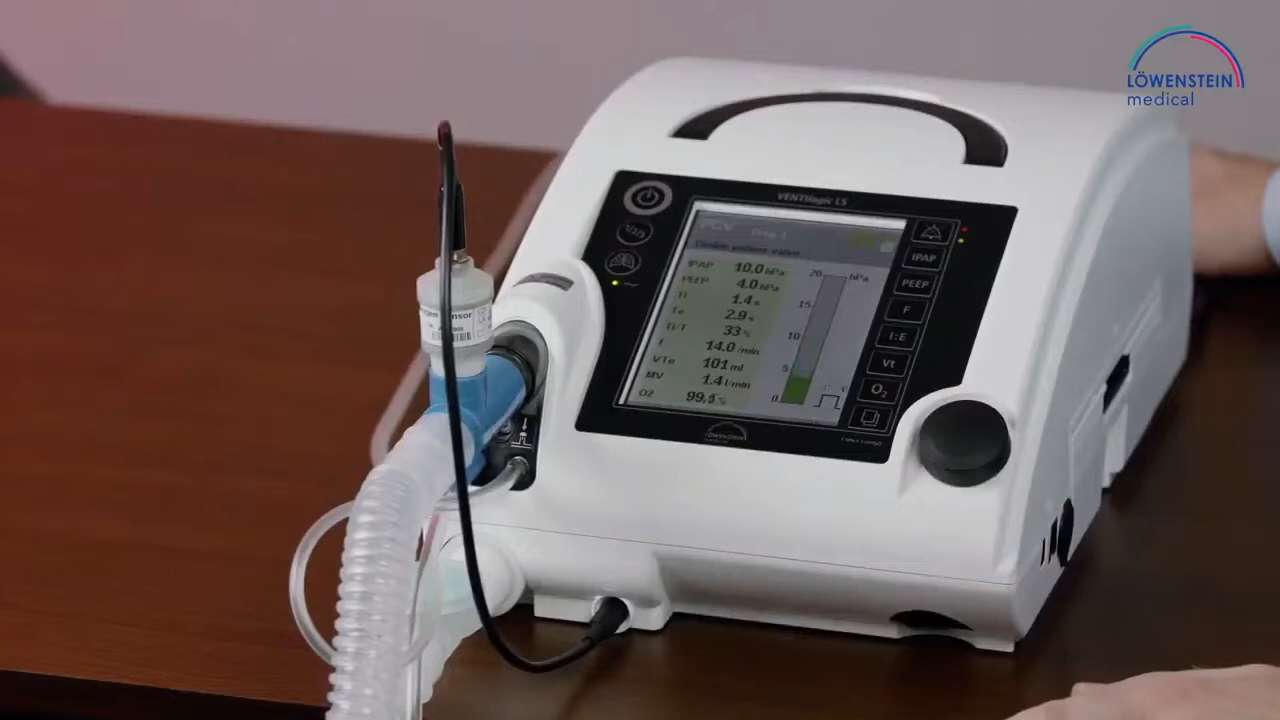 LÖWENSTEIN
medical
VENTIlogic LS
PCV
IPAP 10.0 hPa
PEEP 4.0 hPa
Ti 1.4 s
Te 2.9 s
Ti/T 33 %
f 14.0 /min
VTe 101 ml
MV 1.4 l/min
O2
20 hPa
15
10
5
0
IPAP
PEEP
F
I:E
Vt
O₂
LÖWENSTEIN